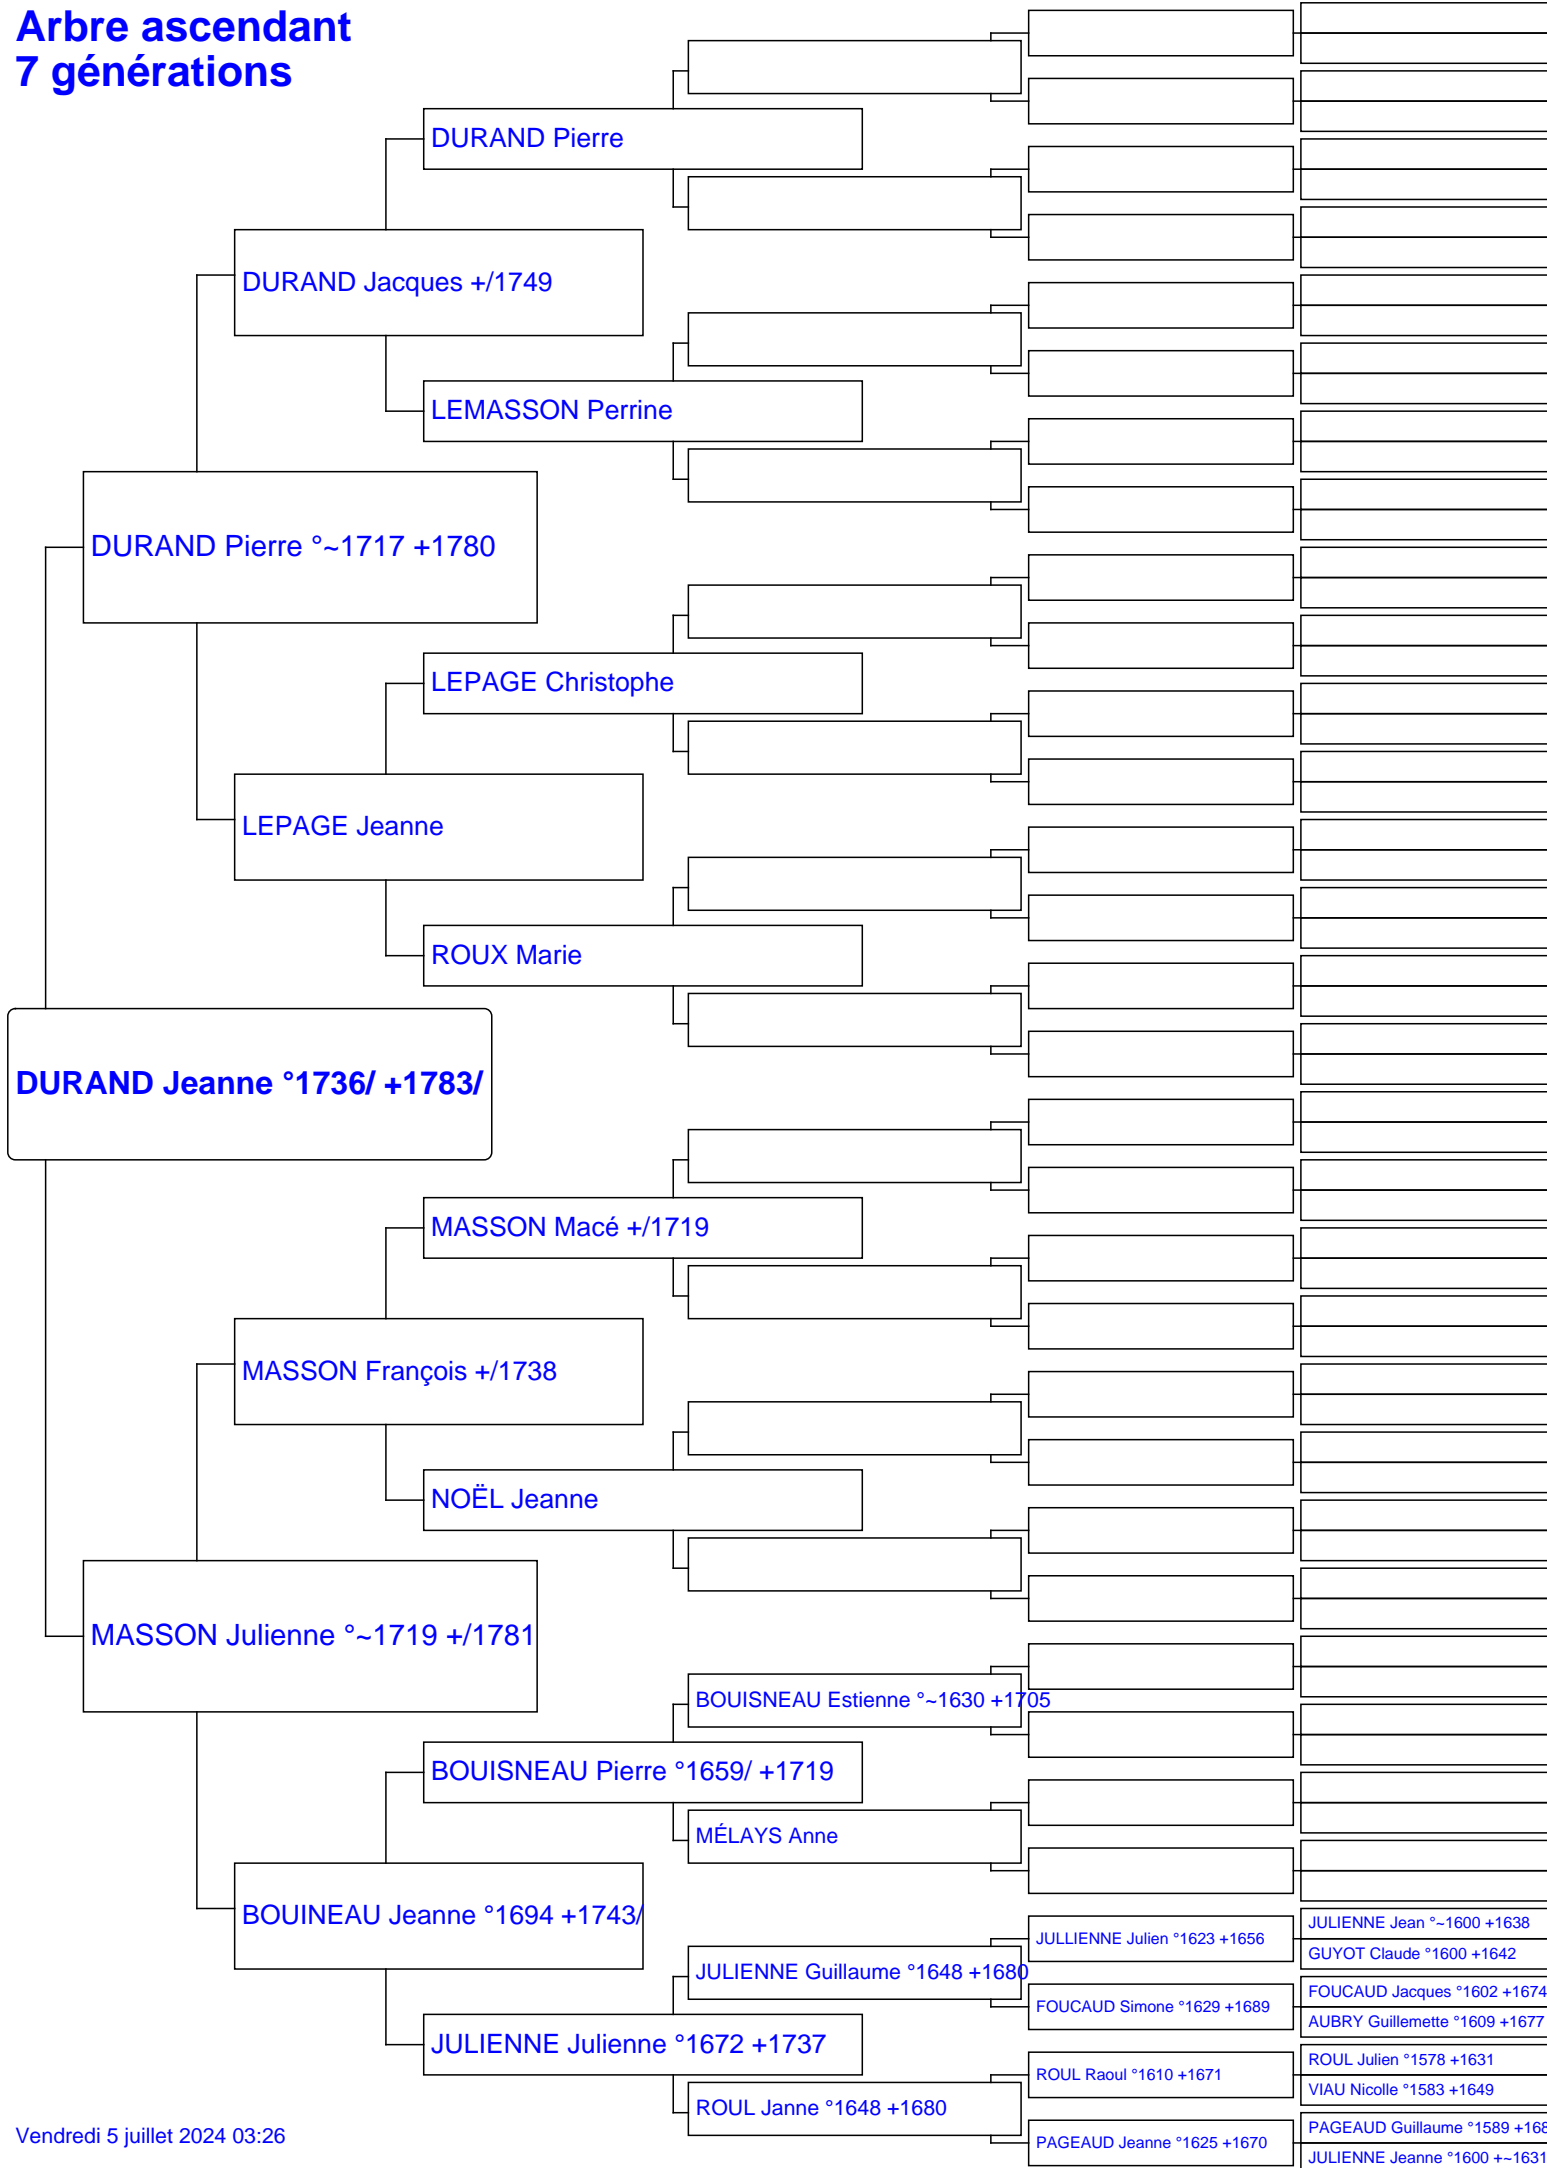 Arbre ascendant
7 générations
DURAND Pierre
DURAND Jacques +/1749
LEMASSON Perrine
DURAND Pierre °~1717 +1780
LEPAGE Christophe
LEPAGE Jeanne
ROUX Marie
DURAND Jeanne °1736/ +1783/
MASSON Macé +/1719
MASSON François +/1738
NOËL Jeanne
MASSON Julienne °~1719 +/1781
BOUISNEAU Estienne °~1630 +1705
BOUISNEAU Pierre °1659/ +1719
MÉLAYS Anne
BOUINEAU Jeanne °1694 +1743/
JULIENNE Jean °~1600 +1638
JULLIENNE Julien °1623 +1656
GUYOT Claude °1600 +1642
JULIENNE Guillaume °1648 +1680
FOUCAUD Jacques °1602 +1674
FOUCAUD Simone °1629 +1689
AUBRY Guillemette °1609 +1677
JULIENNE Julienne °1672 +1737
ROUL Julien °1578 +1631
ROUL Raoul °1610 +1671
VIAU Nicolle °1583 +1649
ROUL Janne °1648 +1680
PAGEAUD Guillaume °1589
PAGEAUD Jeanne °1625 +1670
JULIENNE Jeanne °1600 +~1631
Vendredi 5 juillet 2024 03:26